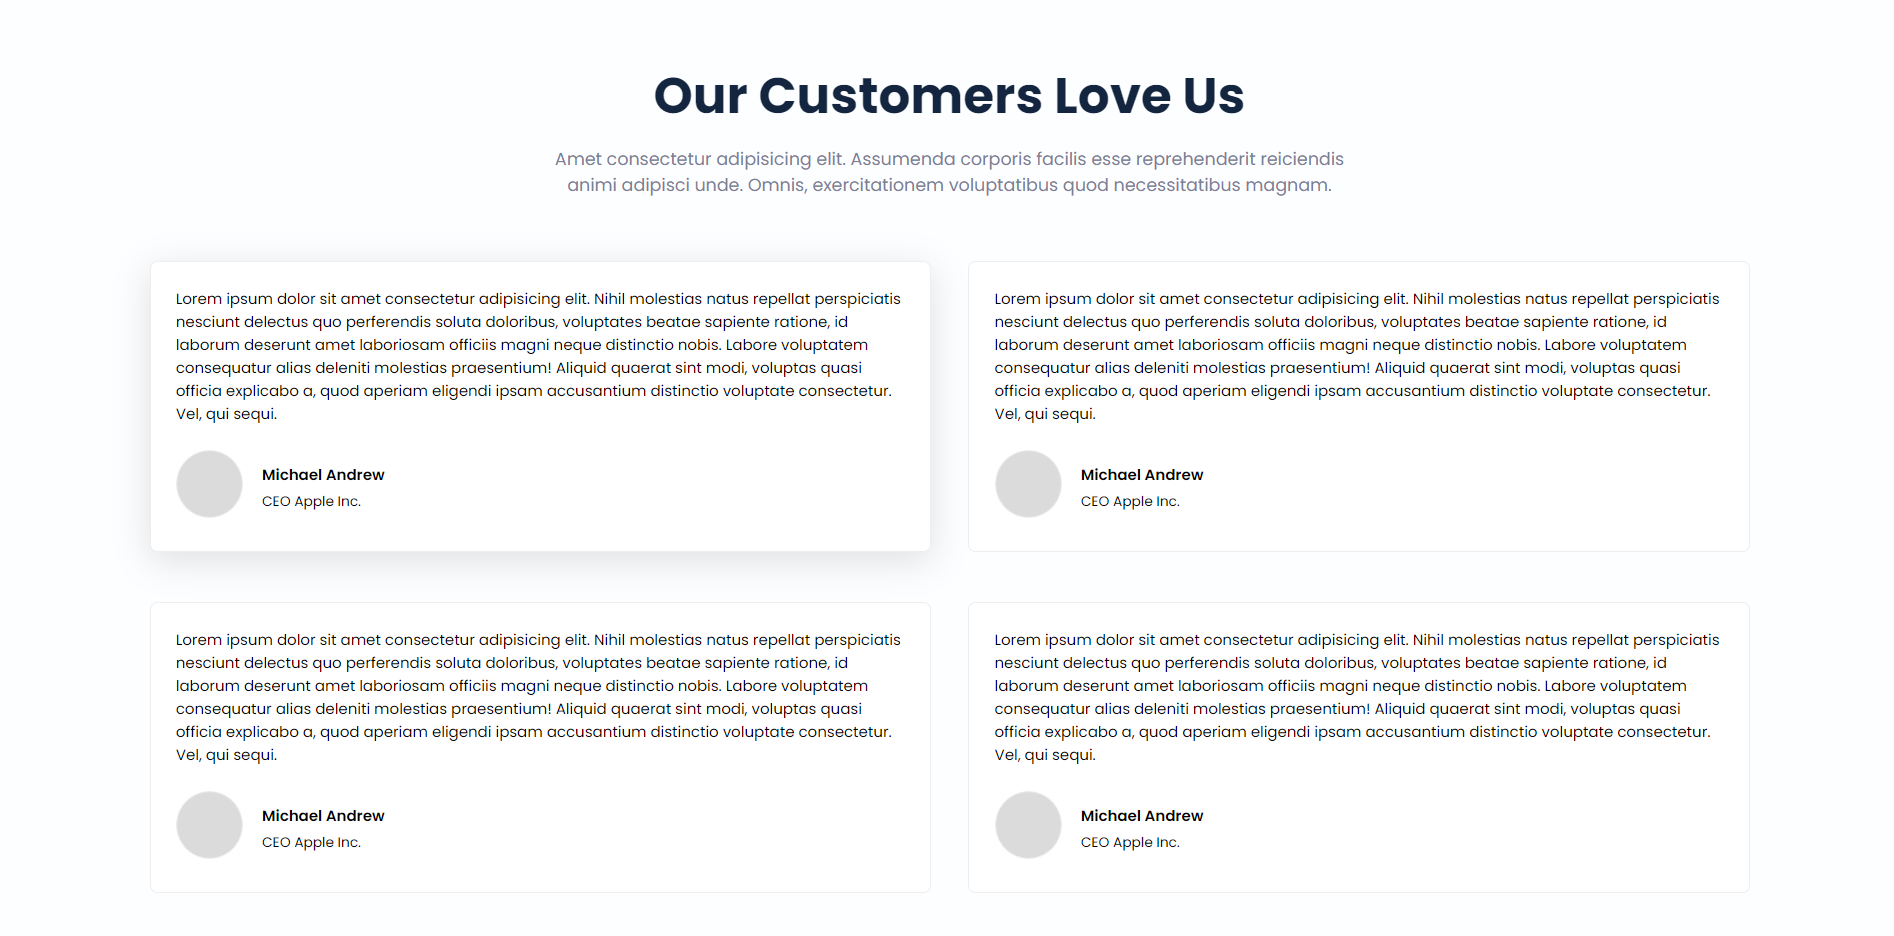 Our Customers Love Us
Amet consectetur adipisicing elit. Assumenda corporis facilis esse reprehenderit reiciendis
animi adipisci unde. Omnis, exercitationem voluptatibus quod necessitatibus magnam.
Lorem ipsum dolor sit amet consectetur adipisicing elit. Nihil molestias natus repellat perspiciatis
nesciunt delectus quo perferendis soluta doloribus, voluptates beatae sapiente ratione, id
laborum deserunt amet laboriosam officiis magni neque distinctio nobis. Labore voluptatem
consequatur alias deleniti molestias praesentium! Aliquid quaerat sint modi, voluptas quasi
officia explicabo a, quod aperiam eligendi ipsam accusantium distinctio voluptate consectetur.
Vel, qui sequi.
Michael Andrew
CEO Apple Inc.
Lorem ipsum dolor sit amet consectetur adipisicing elit. Nihil molestias natus repellat perspiciatis
nesciunt delectus quo perferendis soluta doloribus, voluptates beatae sapiente ratione, id
laborum deserunt amet laboriosam officiis magni neque distinctio nobis. Labore voluptatem
consequatur alias deleniti molestias praesentium! Aliquid quaerat sint modi, voluptas quasi
officia explicabo a, quod aperiam eligendi ipsam accusantium distinctio voluptate consectetur.
Vel, qui sequi.
Michael Andrew
CEO Apple Inc.
Lorem ipsum dolor sit amet consectetur adipisicing elit. Nihil molestias natus repellat perspiciatis
nesciunt delectus quo perferendis soluta doloribus, voluptates beatae sapiente ratione, id
laborum deserunt amet laboriosam officiis magni neque distinctio nobis. Labore voluptatem
consequatur alias deleniti molestias praesentium! Aliquid quaerat sint modi, voluptas quasi
officia explicabo a, quod aperiam eligendi ipsam accusantium distinctio voluptate consectetur.
Vel, qui sequi.
Michael Andrew
CEO Apple Inc.
Lorem ipsum dolor sit amet consectetur adipisicing elit. Nihil molestias natus repellat perspiciatis
nesciunt delectus quo perferendis soluta doloribus, voluptates beatae sapiente ratione, id
laborum deserunt amet laboriosam officiis magni neque distinctio nobis. Labore voluptatem
consequatur alias deleniti molestias praesentium! Aliquid quaerat sint modi, voluptas quasi
officia explicabo a, quod aperiam eligendi ipsam accusantium distinctio voluptate consectetur.
Vel, qui sequi.
Michael Andrew
CEO Apple Inc.